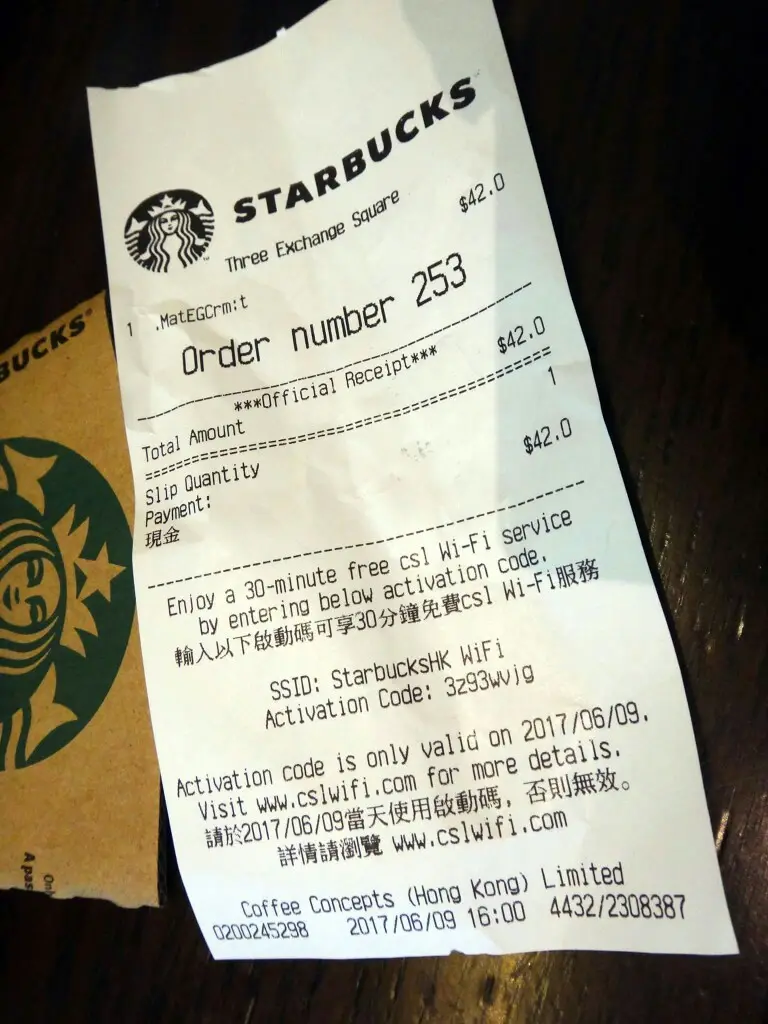 STARBUCKS
Three Exchange Square
1 .MatEGCrm:t $42.0
Order number 253
***Official Receipt***
Total Amount $42.0
Slip Quantity 1
Payment:
現金 $42.0
Enjoy a 30-minute free csl Wi-Fi service
by entering below activation code.
輸入以下啟動碼可享30分鐘免費csl Wi-Fi服務
SSID: StarbucksHK WiFi
Activation Code: 3z93wvjg
Activation code is only valid on 2017/06/09.
Visit www.cslwifi.com for more details.
請於2017/06/09當天使用啟動碼, 否則無效。
詳情請瀏覽 www.cslwifi.com
Coffee Concepts (Hong Kong) Limited
0200245298 2017/06/09 16:00 4432/2308387
BUCKS
A pas